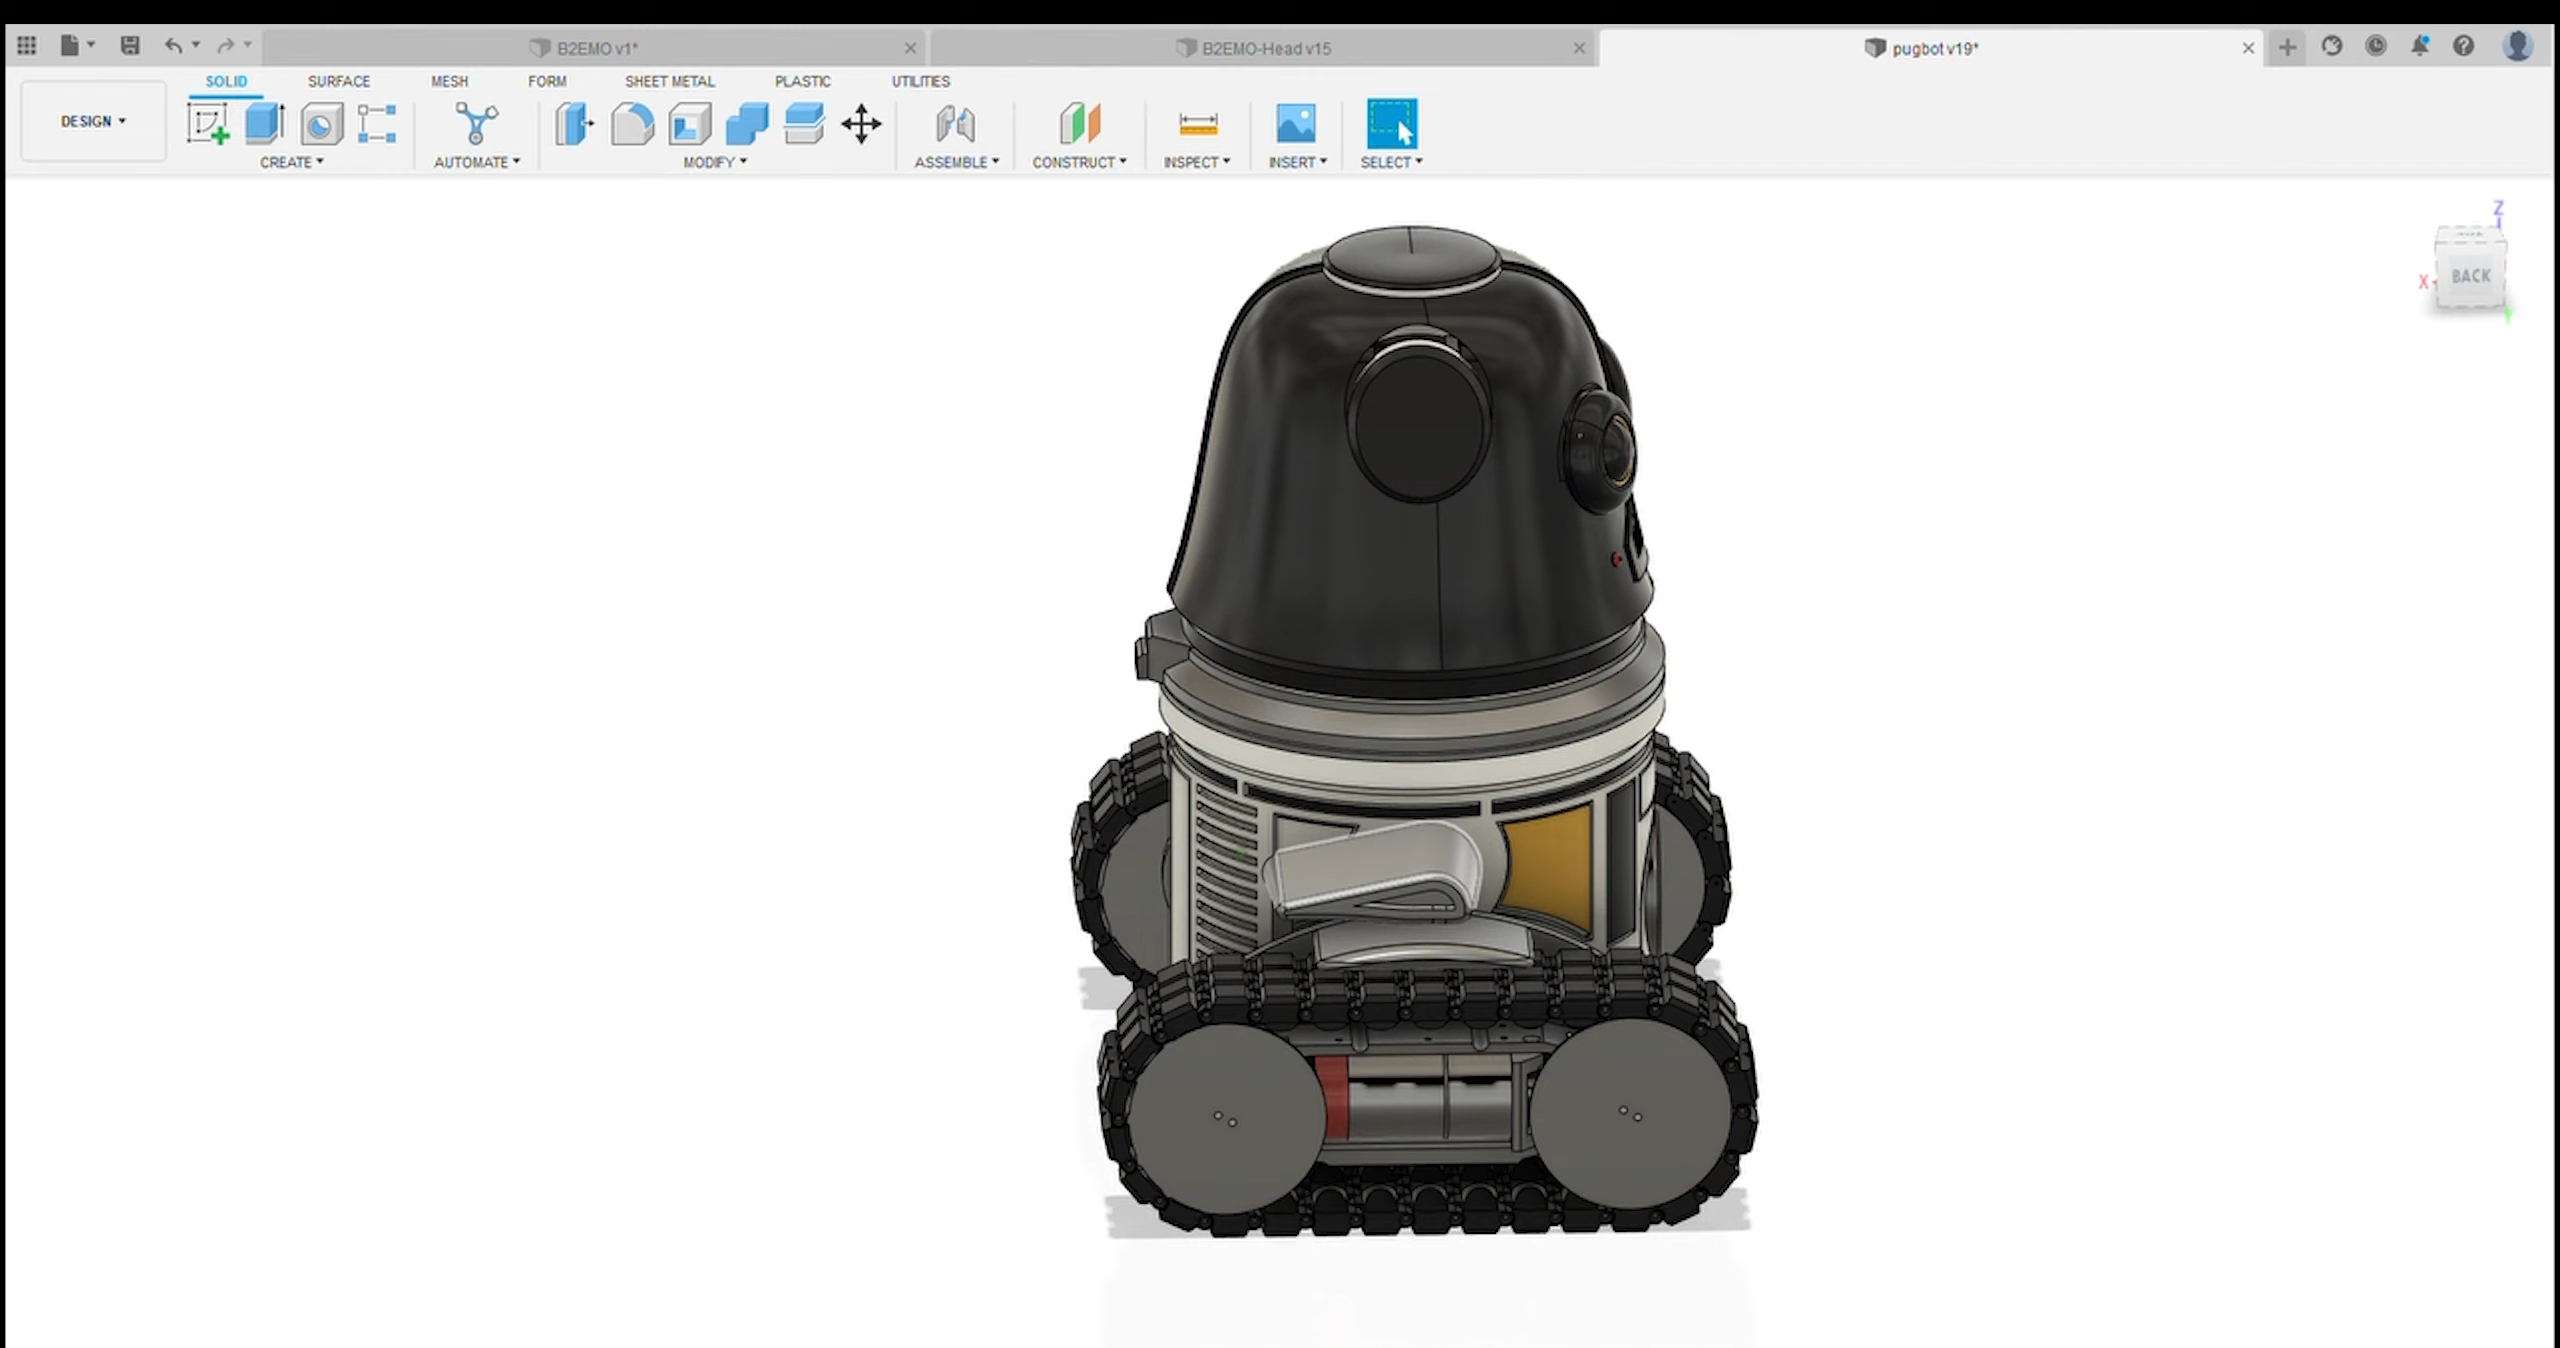 B2EMO v1*
B2EMO-Head v15
pugbot v19*
SOLID SURFACE MESH FORM SHEET METAL PLASTIC UTILITIES
DESIGN
CREATE AUTOMATE MODIFY ASSEMBLE CONSTRUCT INSPECT INSERT SELECT
Z
X
BACK